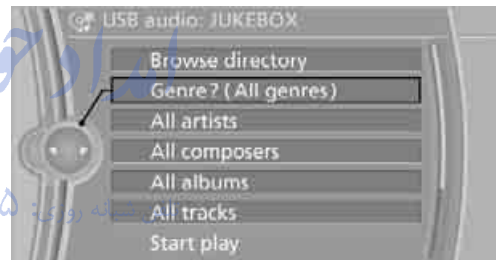 USB audio: JUKEBOX
Browse directory
Genre? (All genres)
All artists
All composers
All albums
All tracks
Start play